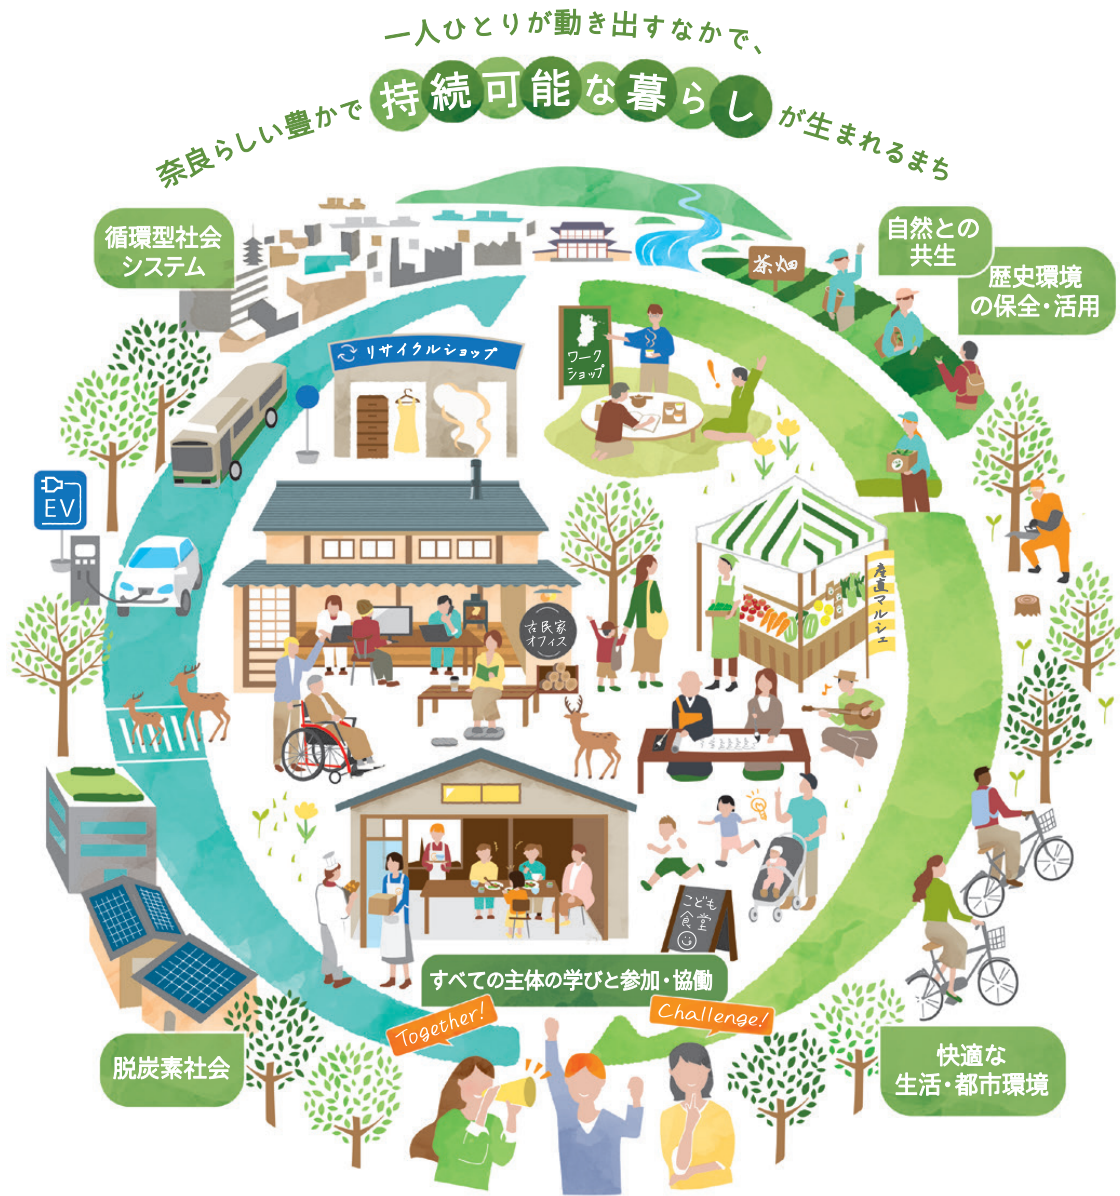 一人ひとりが動き出すなかで、
奈良らしい豊かで持続可能な暮らしが生まれるまち
循環型社会
システム
自然との
共生
歴史環境
の保全・活用
茶畑
リサイクルショップ
ワーク
ショップ
EV
産直マルシェ
古民家
オフィス
こども
食堂
すべての主体の学びと参加・協働
Together!
Challenge!
脱炭素社会
快適な
生活・都市環境